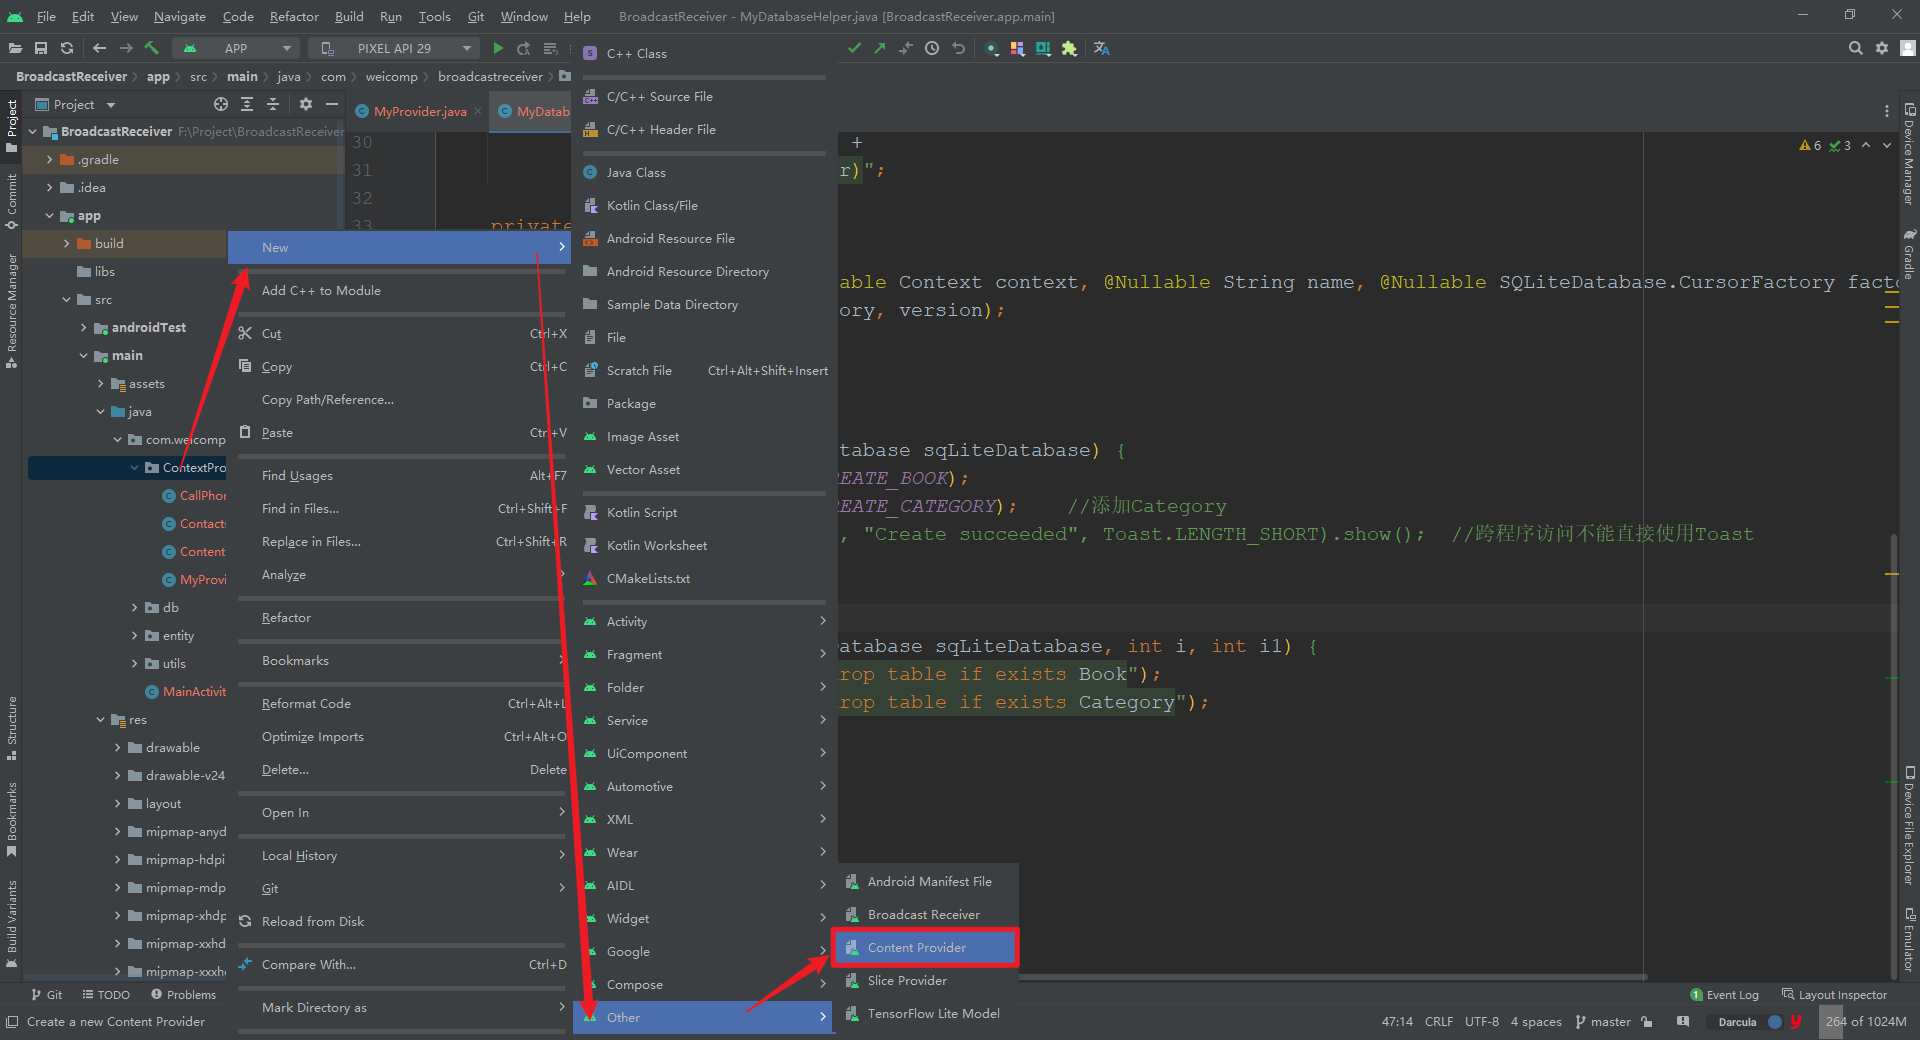 File Edit View Navigate Code Refactor Build Run Tools Git Window Help BroadcastReceiver - MyDatabaseHelper.java [BroadcastReceiver.app.main]
APP PIXEL API 29
BroadcastReceiver app src main java com weicomp broadcastreceiver
Project
MyProvider.java
MyDatab
BroadcastReceiver F:\Project\BroadcastReceiver
.gradle
.idea
app
build
libs
src
androidTest
main
assets
java
com.weicomp
ContextPro
CallPhon
Contacts
Content
MyProvi
db
entity
utils
MainActivit
res
drawable
drawable-v24
layout
mipmap-anyd
mipmap-hdpi
mipmap-mdp
mipmap-xhdp
mipmap-xxhd
mipmap-xxxh
Project
Commit
Resource Manager
Structure
Bookmarks
Build Variants
30
31
32
33
private
New
Add C++ to Module
Cut Ctrl+X
Copy Ctrl+C
Copy Path/Reference...
Paste Ctrl+V
Find Usages Alt+F7
Find in Files... Ctrl+Shift+F
Replace in Files... Ctrl+Shift+R
Analyze
Refactor
Bookmarks
Reformat Code Ctrl+Alt+L
Optimize Imports Ctrl+Alt+O
Delete... Delete
Open In
Local History
Git
Reload from Disk
Compare With... Ctrl+D
Mark Directory as
C++ Class
C/C++ Source File
C/C++ Header File
Java Class
Kotlin Class/File
Android Resource File
Android Resource Directory
Sample Data Directory
File
Scratch File Ctrl+Alt+Shift+Insert
Package
Image Asset
Vector Asset
Kotlin Script
Kotlin Worksheet
CMakeLists.txt
Activity
Fragment
Folder
Service
UiComponent
Automotive
XML
Wear
AIDL
Widget
Google
Compose
Other
Android Manifest File
Broadcast Receiver
Content Provider
Slice Provider
TensorFlow Lite Model
+
r)";
6 3
able Context context, @Nullable String name, @Nullable SQLiteDatabase.CursorFactory facto
ory, version);
tabase sqLiteDatabase) {
REATE_BOOK);
REATE_CATEGORY); //添加Category
, "Create succeeded", Toast.LENGTH_SHORT).show(); //跨程序访问不能直接使用Toast
Database sqLiteDatabase, int i, int i1) {
rop table if exists Book");
rop table if exists Category");
Device Manager
Gradle
Device File Explorer
Emulator
Git TODO Problems
1 Event Log Layout Inspector
Create a new Content Provider
47:14 CRLF UTF-8 4 spaces master Darcula 264 of 1024M